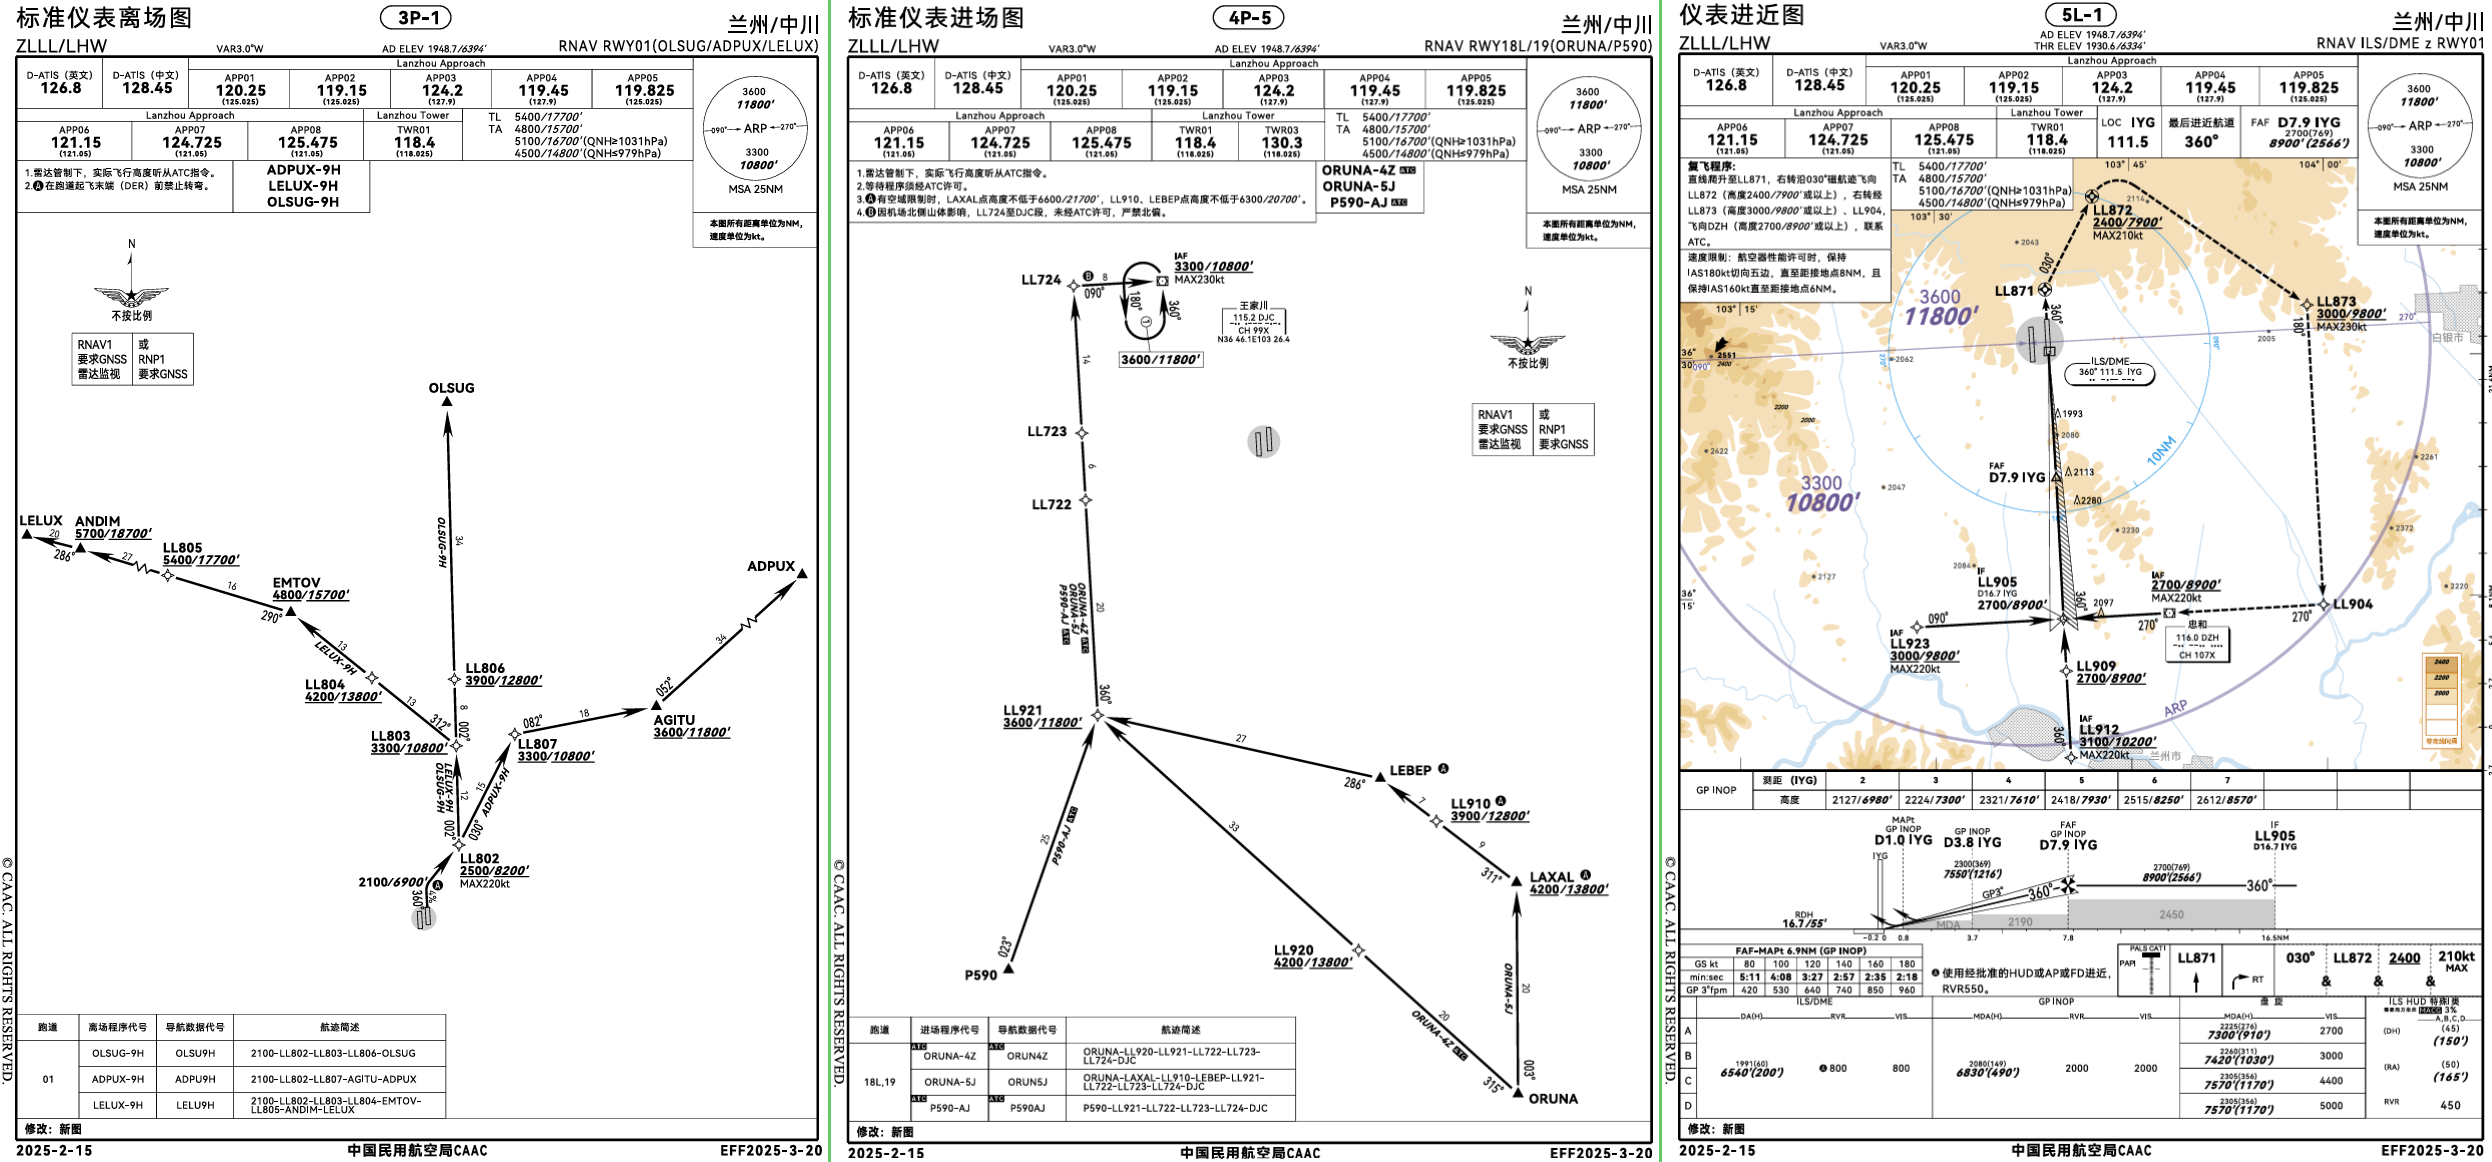 标准仪表离场图
3P-1
兰州/中川
ZLLL/LHW
VAR3.0°W
AD ELEV 1948.7/6394'
RNAV RWY01(OLSUG/ADPUX/LELUX)
Lanzhou Approach
D-ATIS（英文）
126.8
D-ATIS（中文）
128.45
APP01
120.25
(125.025)
APP02
119.15
(125.025)
APP03
124.2
(127.9)
APP04
119.45
(127.9)
APP05
119.825
(125.025)
Lanzhou Approach
Lanzhou Tower
APP06
121.15
(121.05)
APP07
124.725
(121.05)
APP08
125.475
(121.05)
TWR01
118.4
(118.025)
TL 5400/17700'
TA 4800/15700'
5100/16700'(QNH≥1031hPa)
4500/14800'(QNH≤979hPa)
3600
11800'
090° ARP 270°
3300
10800'
MSA 25NM
1.雷达管制下，实际飞行高度听从ATC指令。
2.A在跑道起飞末端（DER）前禁止转弯。
ADPUX-9H
LELUX-9H
OLSUG-9H
本图所有距离单位为NM，
速度单位为kt。
N
不按比例
RNAV1
要求GNSS
雷达监视
或
RNP1
要求GNSS
OLSUG
OLSUG-9H
34
LELUX
20
286°
ANDIM
5700/18700'
27
LL805
5400/17700'
16
EMTOV
4800/15700'
290°
13
LELUX-9H
LL804
4200/13800'
13
312°
LL806
3900/12800'
8
002°
LL803
3300/10800'
ADPUX
34
052°
AGITU
3600/11800'
18
082°
LL807
3300/10800'
LELUX-9H
OLSUG-9H
12
002°
15
ADPUX-9H
030°
LL802
2500/8200'
MAX220kt
2100/6900'
A
4%
360°
跑道
离场程序代号
导航数据代号
航迹简述
01
OLSUG-9H
OLSU9H
2100-LL802-LL803-LL806-OLSUG
ADPUX-9H
ADPU9H
2100-LL802-LL807-AGITU-ADPUX
LELUX-9H
LELU9H
2100-LL802-LL803-LL804-EMTOV-
LL805-ANDIM-LELUX
修改：新图
2025-2-15
中国民用航空局CAAC
EFF2025-3-20
© CAAC. ALL RIGHTS RESERVED.
标准仪表进场图
4P-5
兰州/中川
ZLLL/LHW
VAR3.0°W
AD ELEV 1948.7/6394'
RNAV RWY18L/19(ORUNA/P590)
Lanzhou Approach
D-ATIS（英文）
126.8
D-ATIS（中文）
128.45
APP01
120.25
(125.025)
APP02
119.15
(125.025)
APP03
124.2
(127.9)
APP04
119.45
(127.9)
APP05
119.825
(125.025)
Lanzhou Approach
Lanzhou Tower
APP06
121.15
(121.05)
APP07
124.725
(121.05)
APP08
125.475
(121.05)
TWR01
118.4
(118.025)
TWR03
130.3
(118.025)
TL 5400/17700'
TA 4800/15700'
5100/16700'(QNH≥1031hPa)
4500/14800'(QNH≤979hPa)
3600
11800'
090° ARP 270°
3300
10800'
MSA 25NM
1.雷达管制下，实际飞行高度听从ATC指令。
2.等待程序须经ATC许可。
3.A有空域限制时，LAXAL点高度不低于6600/21700'，LL910、LEBEP点高度不低于6300/20700'。
4.B因机场北侧山体影响，LL724至DJC段，未经ATC许可，严禁北偏。
ORUNA-4Z ATC
ORUNA-5J
P590-AJ ATC
本图所有距离单位为NM，
速度单位为kt。
LL724
B
8
090°
IAF
3300/10800'
MAX230kt
180°
360°
1
3600/11800'
王家川
115.2 DJC
CH 99X
N36 46.1E103 26.4
N
不按比例
RNAV1
要求GNSS
雷达监视
或
RNP1
要求GNSS
14
LL723
6
LL722
20
ORUNA-4Z ATC
ORUNA-5J
P590-AJ ATC
360°
LL921
3600/11800'
27
LEBEP A
286°
7
LL910 A
3900/12800'
9
311°
LAXAL A
4200/13800'
25
P590-AJ ATC
023°
P590
33
LL920
4200/13800'
20
ORUNA-4Z ATC
315°
ORUNA-5J
20
003°
ORUNA
跑道
进场程序代号
导航数据代号
航迹简述
18L,19
ATC ORUNA-4Z
ATC ORUN4Z
ORUNA-LL920-LL921-LL722-LL723-
LL724-DJC
ORUNA-5J
ORUN5J
ORUNA-LAXAL-LL910-LEBEP-LL921-
LL722-LL723-LL724-DJC
ATC P590-AJ
ATC P590AJ
P590-LL921-LL722-LL723-LL724-DJC
修改：新图
2025-2-15
中国民用航空局CAAC
EFF2025-3-20
© CAAC. ALL RIGHTS RESERVED.
仪表进近图
5L-1
兰州/中川
ZLLL/LHW
VAR3.0°W
AD ELEV 1948.7/6394'
THR ELEV 1930.6/6334'
RNAV ILS/DME z RWY01
Lanzhou Approach
D-ATIS（英文）
126.8
D-ATIS（中文）
128.45
APP01
120.25
(125.025)
APP02
119.15
(125.025)
APP03
124.2
(127.9)
APP04
119.45
(127.9)
APP05
119.825
(125.025)
Lanzhou Approach
Lanzhou Tower
APP06
121.15
(121.05)
APP07
124.725
(121.05)
APP08
125.475
(121.05)
TWR01
118.4
(118.025)
LOC IYG
111.5
最后进近航道
360°
FAF D7.9 IYG
2700(769)
8900'(2566')
3600
11800'
090° ARP 270°
3300
10800'
MSA 25NM
复飞程序：
直线爬升至LL871，右转沿030°磁航迹飞向
LL872（高度2400/7900'或以上），右转经
LL873（高度3000/9800'或以上）、LL904，
飞向DZH（高度2700/8900'或以上），联系
ATC。
速度限制：航空器性能许可时，保持
IAS180kt切向五边，直至距接地点8NM，且
保持IAS160kt直至距接地点6NM。
TL 5400/17700'
TA 4800/15700'
5100/16700'(QNH≥1031hPa)
4500/14800'(QNH≤979hPa)
本图所有距离单位为NM，
速度单位为kt。
103° 45'
104° 00'
103° 30'
103° 15'
2114
LL872
2400/7900'
MAX210kt
2043
030°
LL871
360°
3600
11800'
LL873
3000/9800'
MAX230kt
180°
270°
白银市
2005
36°
30'
090°
2551
2400
2062
270°
090°
ILS/DME
360° 111.5 IYG
2200
2000
1993
2080
2422
10NM
2261
FAF
D7.9 IYG
2113
2047
3300
10800'
2280
2230
2372
2084
IF
LL905
D16.7 IYG
2700/8900'
2127
36°
15'
IAF
2700/8900'
MAX220kt
2097
360°
270°
2220
LL904
270°
忠和
116.0 DZH
CH 107X
090°
IAF
LL923
3000/9800'
MAX220kt
LL909
2700/8900'
ARP
IAF
LL912
3100/10200'
MAX220kt
360°
兰州市
2400
2200
2000
GP INOP
测距 (IYG) 2 3 4 5 6 7
高度 2127/6980' 2224/7300' 2321/7610' 2418/7930' 2515/8250' 2612/8570'
MAPt
GP INOP
D1.0 IYG
GP INOP
D3.8 IYG
FAF
GP INOP
D7.9 IYG
IF
LL905
D16.7 IYG
IYG
2300(369)
7550'(1216')
2700(769)
8900'(2566')
GP3°
360°
360°
RDH
16.7/55'
MDA
2190
2450
-0.2 0 0.8 3.7 7.8 16.5NM
FAF-MAPt 6.9NM (GP INOP)
GS kt 80 100 120 140 160 180
min:sec 5:11 4:08 3:27 2:57 2:35 2:18
GP 3°fpm 420 530 640 740 850 960
A 使用经批准的HUD或AP或FD进近，
RVR550。
PALS CAT I
PAPI
LL871
RT
030°
&
LL872
2400
&
210kt
MAX
&
ILS/DME
GP INOP
盘 旋
ILS HUD 特殊I类
MACG 3%
DA(H) RVR VIS
MDA(H) RVR VIS
MDA(H) VIS
A,B,C,D
A
B
C
D
1991(60)
6540'(200')
A 800
800
2080(149)
6830'(490')
2000
2000
2225(276)
7300'(910')
2700
2260(311)
7420'(1030')
3000
2305(356)
7570'(1170')
4400
2305(356)
7570'(1170')
5000
(DH)
(45)
(150')
(RA)
(50)
(165')
RVR
450
修改：新图
2025-2-15
中国民用航空局CAAC
EFF2025-3-20
© CAAC. ALL RIGHTS RESERVED.